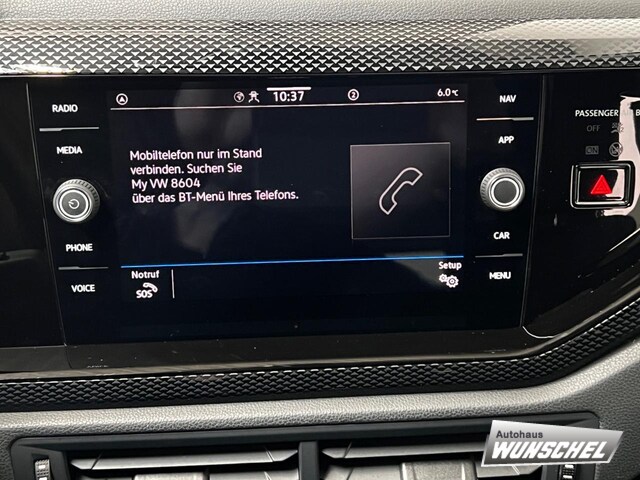 RADIO
MEDIA
PHONE
VOICE
2
10:37
6.0 °C
Mobiltelefon nur im Stand
verbinden. Suchen Sie
My VW 8604
über das BT-Menü Ihres Telefons.
Notruf
SOS
Setup
NAV
APP
CAR
MENU
PASSENGER
B
OFF
Autohaus
WUNSCHEL